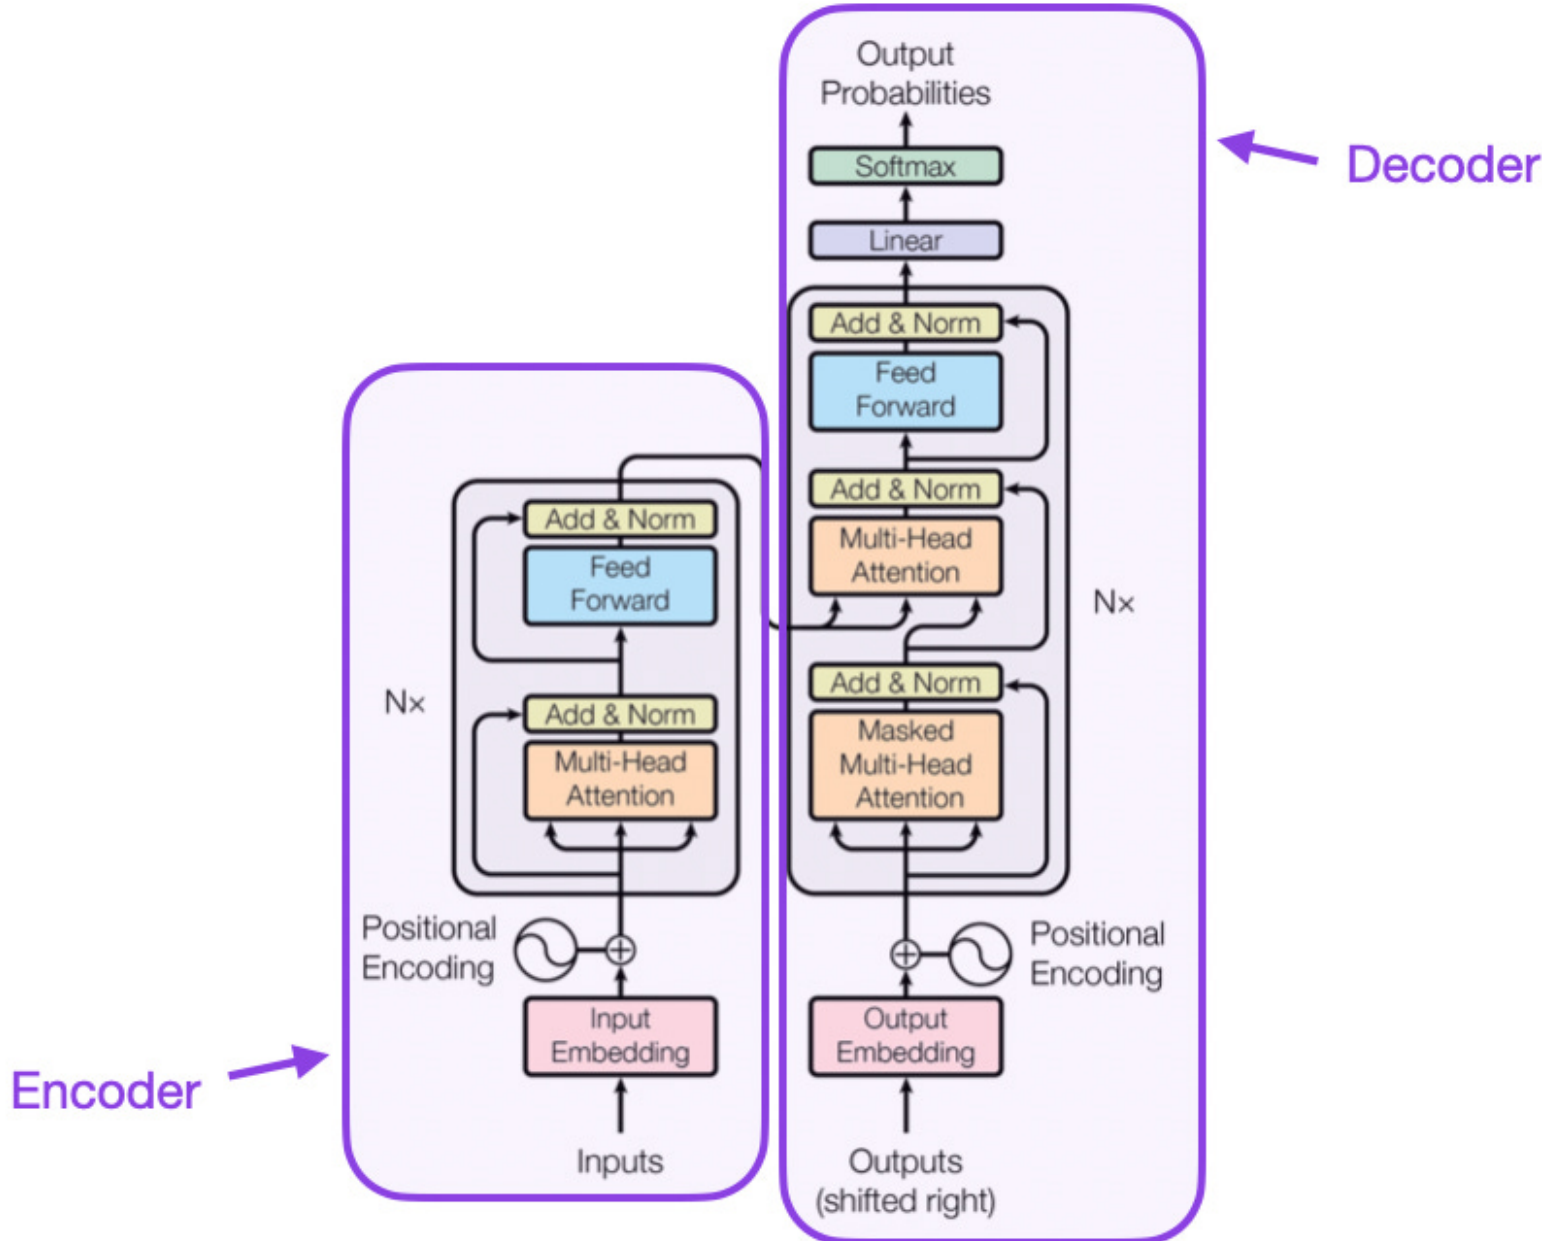 Output
Probabilities
Softmax
Linear
Add & Norm
Feed
Forward
Add & Norm
Multi-Head
Attention
Nx
Add & Norm
Masked
Multi-Head
Attention
Positional
Encoding
Output
Embedding
Outputs
(shifted right)
Decoder
Add & Norm
Feed
Forward
Nx
Add & Norm
Multi-Head
Attention
Positional
Encoding
Input
Embedding
Inputs
Encoder